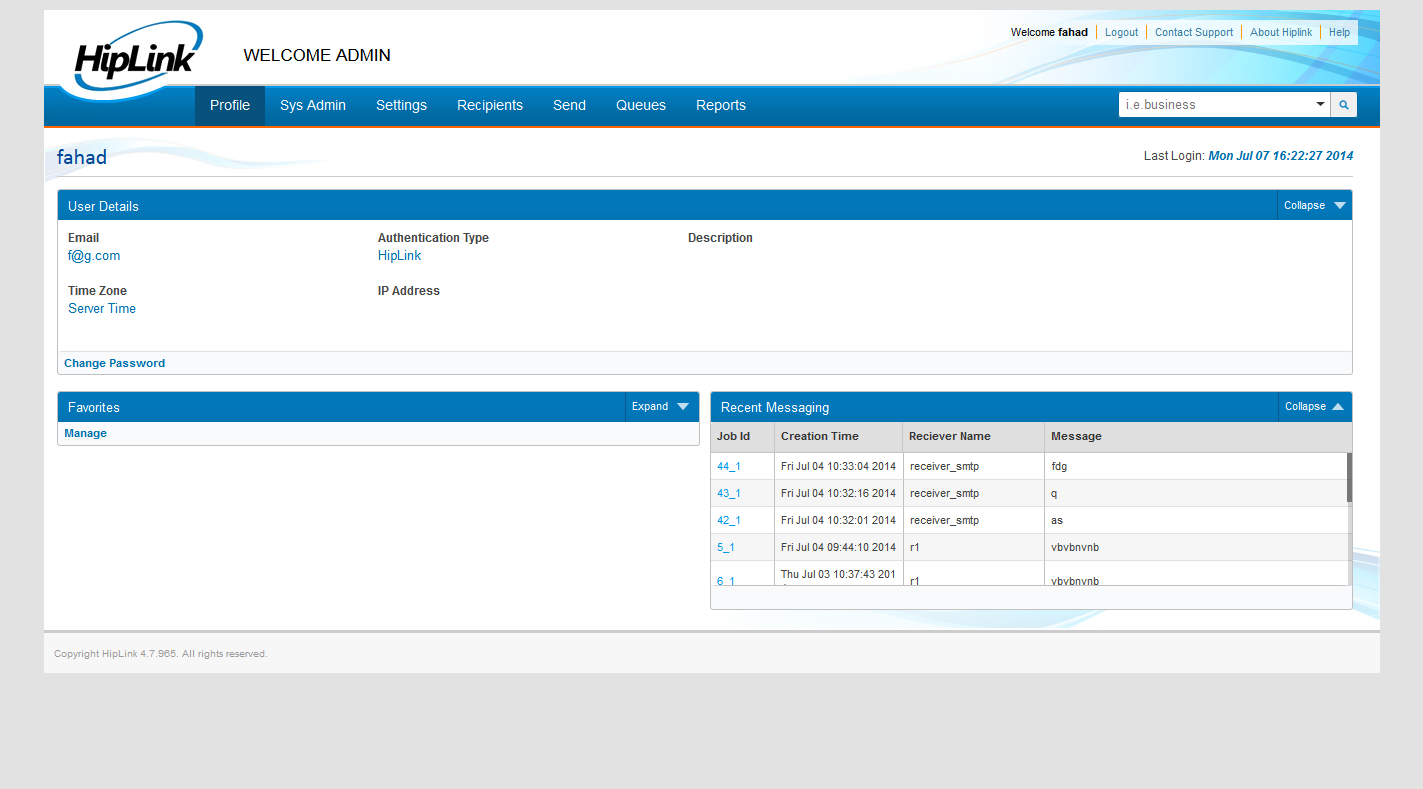 HipLink
WELCOME ADMIN
Welcome fahad Logout Contact Support About Hiplink Help
Profile Sys Admin Settings Recipients Send Queues Reports i.e.business
fahad
Last Login: Mon Jul 07 16:22:27 2014
User Details Collapse
Email Authentication Type Description
f@g.com HipLink
Time Zone IP Address
Server Time
Change Password
Favorites Expand
Manage
Recent Messaging Collapse
Job Id Creation Time Reciever Name Message
44_1 Fri Jul 04 10:33:04 2014 receiver_smtp fdg
43_1 Fri Jul 04 10:32:16 2014 receiver_smtp q
42_1 Fri Jul 04 10:32:01 2014 receiver_smtp as
5_1 Fri Jul 04 09:44:10 2014 r1 vbvbnvnb
6_1 Thu Jul 03 10:37:43 201 r1 vbvbnvnb
Copyright HipLink 4.7.965. All rights reserved.